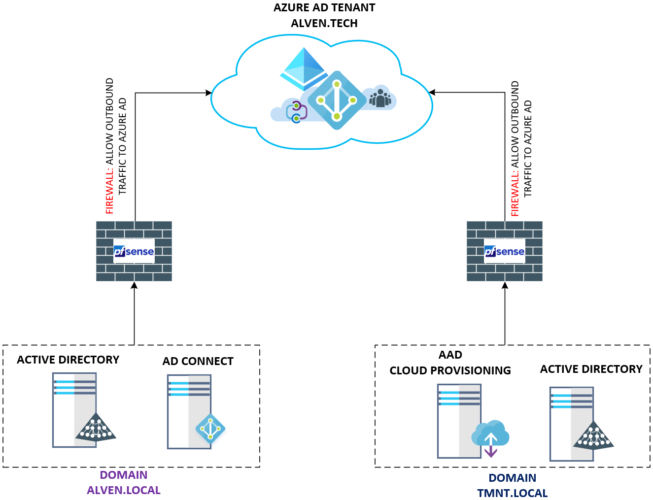 AZURE AD TENANT
ALVEN.TECH
FIREWALL: ALLOW OUTBOUND
TRAFFIC TO AZURE AD
FIREWALL: ALLOW OUTBOUND
TRAFFIC TO AZURE AD
pfsense
pfsense
ACTIVE DIRECTORY
AD CONNECT
AAD
CLOUD PROVISIONING
ACTIVE DIRECTORY
DOMAIN
ALVEN.LOCAL
DOMAIN
TMNT.LOCAL